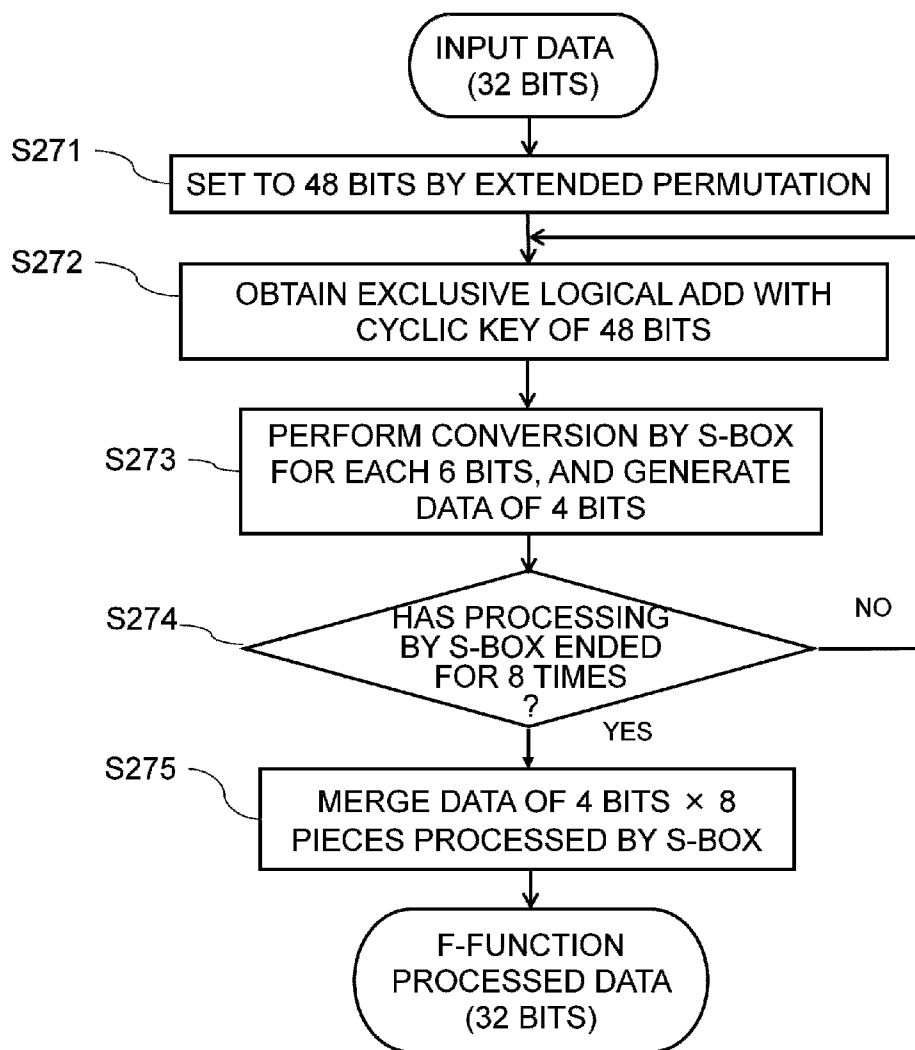 INPUT DATA
(32 BITS)
S271
SET TO 48 BITS BY EXTENDED PERMUTATION
S272
OBTAIN EXCLUSIVE LOGICAL ADD WITH
CYCLIC KEY OF 48 BITS
S273
PERFORM CONVERSION BY S-BOX
FOR EACH 6 BITS, AND GENERATE
DATA OF 4 BITS
S274
HAS PROCESSING
BY S-BOX ENDED
FOR 8 TIMES
?
NO
YES
S275
MERGE DATA OF 4 BITS × 8
PIECES PROCESSED BY S-BOX
F-FUNCTION
PROCESSED DATA
(32 BITS)